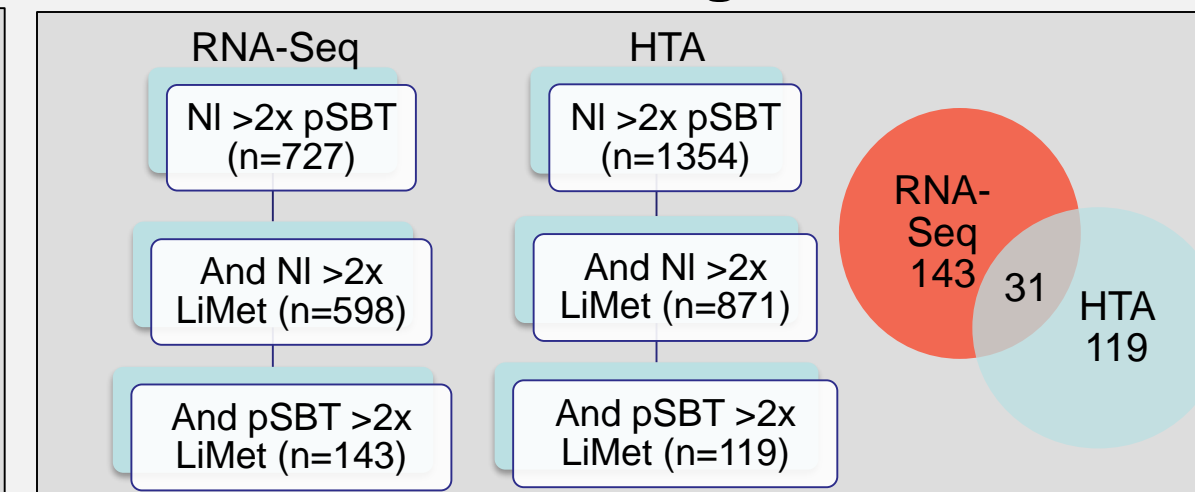 RNA-Seq
NI >2x pSBT
(n=727)
And NI >2x
LiMet (n=598)
And pSBT >2x
LiMet (n=143)
HTA
NI >2x pSBT
(n=1354)
And NI >2x
LiMet (n=871)
And pSBT >2x
LiMet (n=119)
RNA-
Seq
143
31
HTA
119